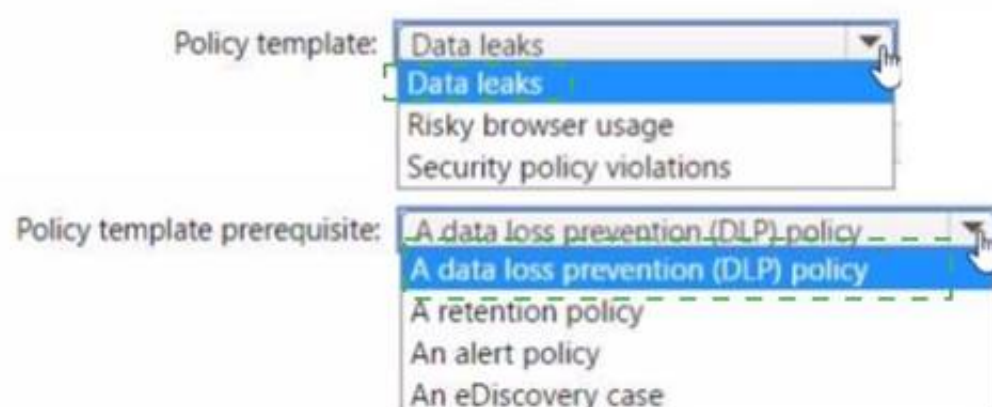 Policy template: Data leaks
Data leaks
Risky browser usage
Security policy violations
Policy template prerequisite: A data loss prevention (DLP) policy
A data loss prevention (DLP) policy
A retention policy
An alert policy
An eDiscovery case